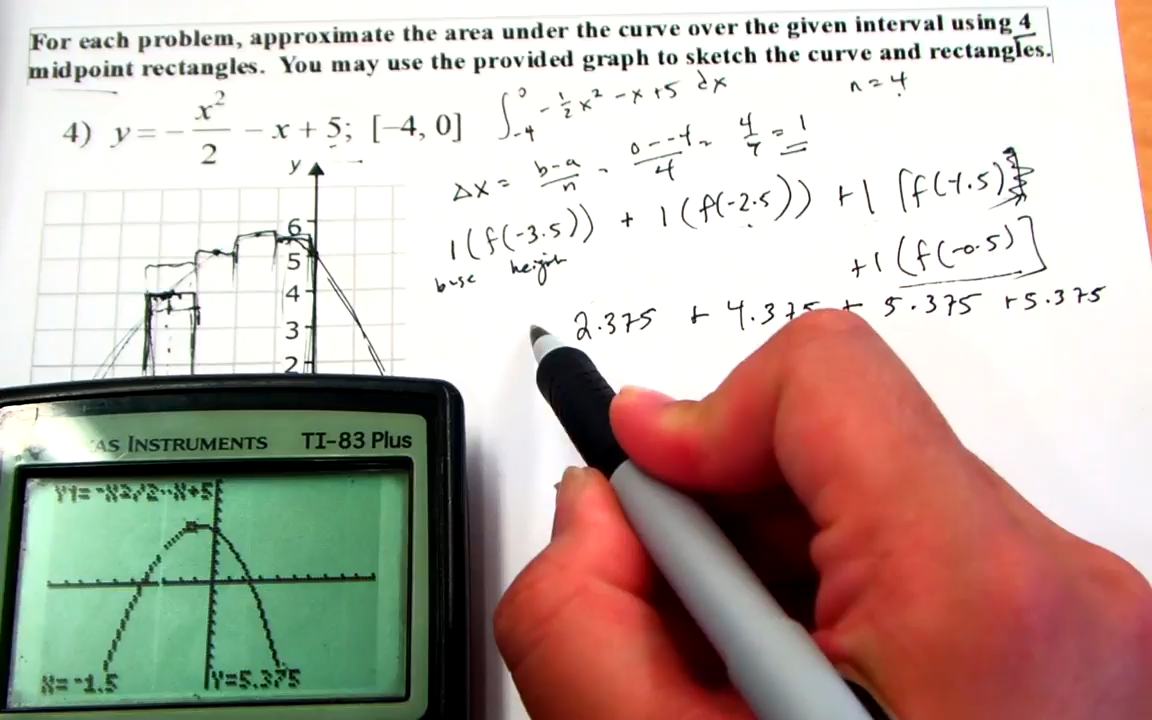 For each problem, approximate the area under the curve over the given interval using 4
midpoint rectangles. You may use the provided graph to sketch the curve and rectangles.
4) y = -x²/2 - x + 5; [-4, 0]
∫₋₄⁰ -½x² - x + 5 dx
n = 4
Δx = b-a/n = 0--4/4 = 4/4 = 1
1(f(-3.5)) + 1(f(-2.5)) + 1[f(-1.5)
+1(f(-0.5)]
base height
2.375 + 4.375 + 5.375 + 5.375
y
6
5
4
3
2
INSTRUMENTS TI-83 Plus
Y1=-X2/2-X+5
X=-1.5 Y=5.375